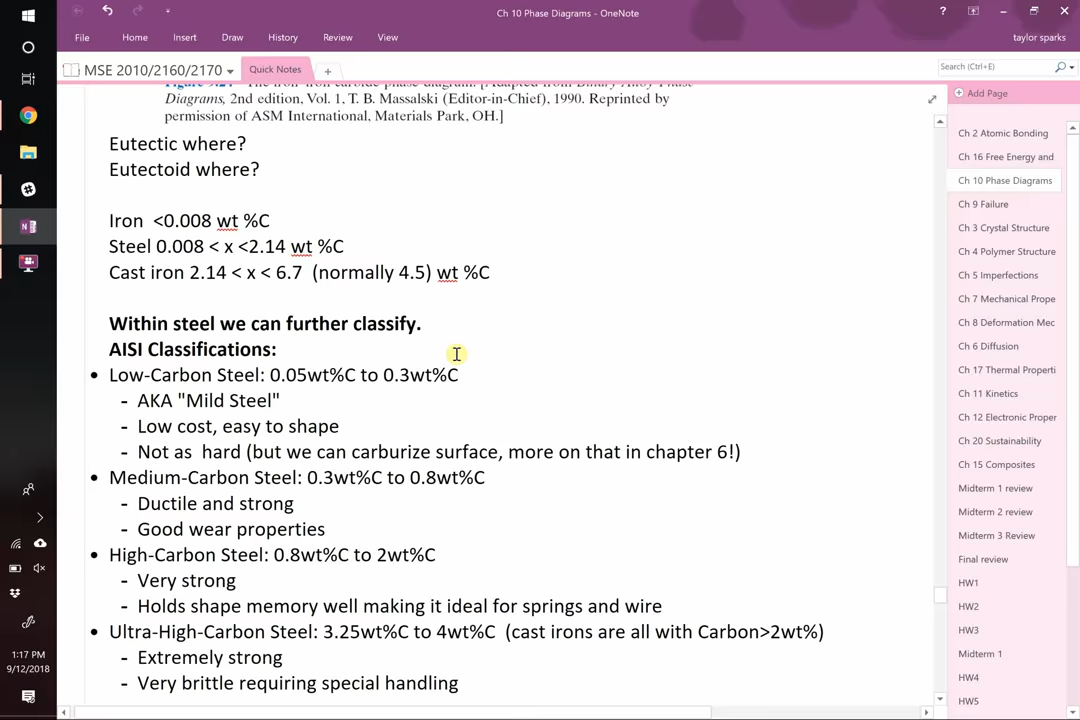 Ch 10 Phase Diagrams - OneNote
?
File Home Insert Draw History Review View
taylor sparks
MSE 2010/2160/2170
Quick Notes
+
Search (Ctrl+E)
Diagrams, 2nd edition, Vol. 1, T. B. Massalski (Editor-in-Chief), 1990. Reprinted by
permission of ASM International, Materials Park, OH.]
Eutectic where?
Eutectoid where?
Iron <0.008 wt %C
Steel 0.008 < x <2.14 wt %C
Cast iron 2.14 < x < 6.7 (normally 4.5) wt %C
Within steel we can further classify.
AISI Classifications:
• Low-Carbon Steel: 0.05wt%C to 0.3wt%C
- AKA "Mild Steel"
- Low cost, easy to shape
- Not as hard (but we can carburize surface, more on that in chapter 6!)
• Medium-Carbon Steel: 0.3wt%C to 0.8wt%C
- Ductile and strong
- Good wear properties
• High-Carbon Steel: 0.8wt%C to 2wt%C
- Very strong
- Holds shape memory well making it ideal for springs and wire
• Ultra-High-Carbon Steel: 3.25wt%C to 4wt%C (cast irons are all with Carbon>2wt%)
- Extremely strong
- Very brittle requiring special handling
Add Page
Ch 2 Atomic Bonding
Ch 16 Free Energy and
Ch 10 Phase Diagrams
Ch 9 Failure
Ch 3 Crystal Structure
Ch 4 Polymer Structure
Ch 5 Imperfections
Ch 7 Mechanical Prope
Ch 8 Deformation Mec
Ch 6 Diffusion
Ch 17 Thermal Properti
Ch 11 Kinetics
Ch 12 Electronic Proper
Ch 20 Sustainability
Ch 15 Composites
Midterm 1 review
Midterm 2 review
Midterm 3 Review
Final review
HW1
HW2
HW3
Midterm 1
HW4
HW5
1:17 PM
9/12/2018